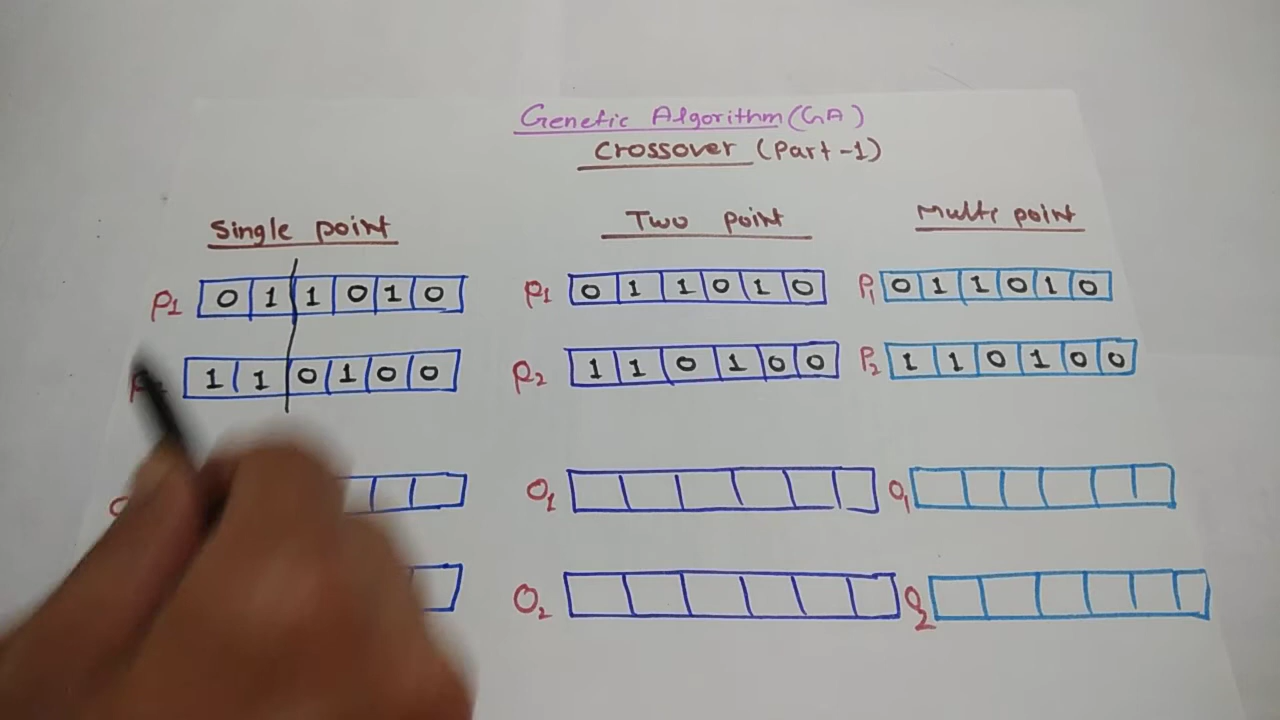 Genetic Algorithm (GA)
Crossover (Part-1)
Single point
Two point
Multi point
P1 0 1 1 0 1 0
P1 0 1 1 0 1 0
P1 0 1 1 0 1 0
1 1 0 1 0 0
P2 1 1 0 1 0 0
P2 1 1 0 1 0 0
O1
O1
O2
O2